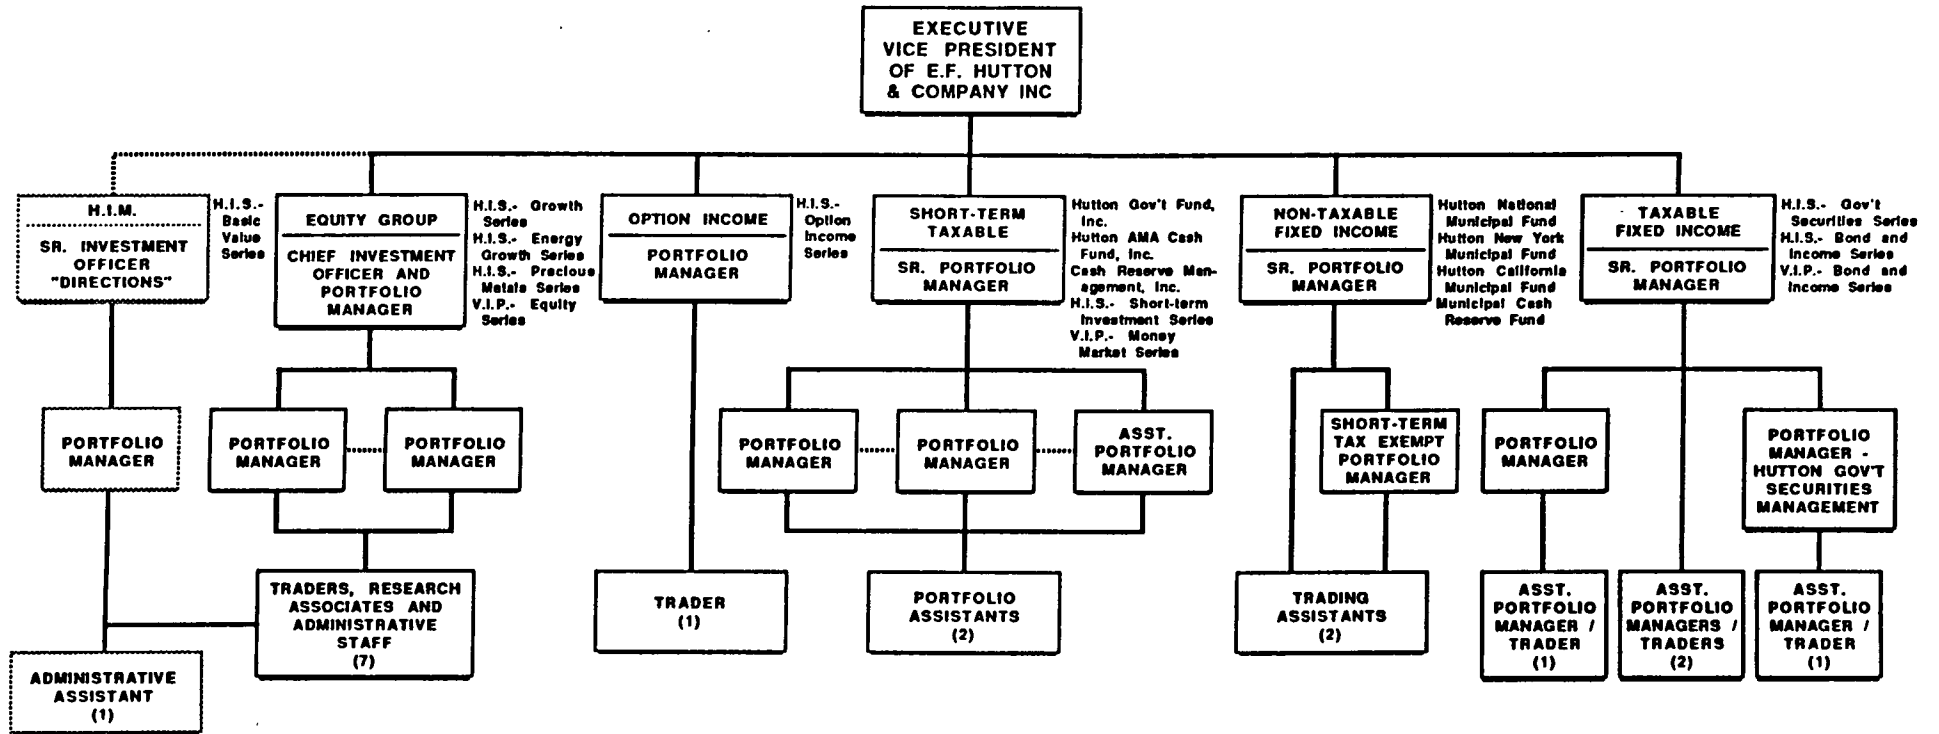 EXECUTIVE
VICE PRESIDENT
OF E.F. HUTTON
& COMPANY INC
H.I.M.
SR. INVESTMENT
OFFICER
"DIRECTIONS"
H.I.S.-
Basic
Value
Series
EQUITY GROUP
CHIEF INVESTMENT
OFFICER AND
PORTFOLIO
MANAGER
H.I.S.- Growth
Series
H.I.S.- Energy
Growth Series
H.I.S.- Precious
Metals Series
V.I.P.- Equity
Series
OPTION INCOME
PORTFOLIO
MANAGER
H.I.S.-
Option
Income
Series
SHORT-TERM
TAXABLE
SR. PORTFOLIO
MANAGER
Hutton Gov't Fund,
Inc.
Hutton AMA Cash
Fund, Inc.
Cash Reserve Man-
agement, Inc.
H.I.S.- Short-term
Investment Series
V.I.P.- Money
Market Series
NON-TAXABLE
FIXED INCOME
SR. PORTFOLIO
MANAGER
Hutton National
Municipal Fund
Hutton New York
Municipal Fund
Hutton California
Municipal Fund
Municipal Cash
Reserve Fund
TAXABLE
FIXED INCOME
SR. PORTFOLIO
MANAGER
H.I.S.- Gov't
Securities Series
H.I.S.- Bond and
Income Series
V.I.P.- Bond and
Income Series
PORTFOLIO
MANAGER
PORTFOLIO
MANAGER
PORTFOLIO
MANAGER
PORTFOLIO
MANAGER
PORTFOLIO
MANAGER
ASST.
PORTFOLIO
MANAGER
SHORT-TERM
TAX EXEMPT
PORTFOLIO
MANAGER
PORTFOLIO
MANAGER
PORTFOLIO
MANAGER -
HUTTON GOV'T
SECURITIES
MANAGEMENT
ADMINISTRATIVE
ASSISTANT
(1)
TRADERS, RESEARCH
ASSOCIATES AND
ADMINISTRATIVE
STAFF
(7)
TRADER
(1)
PORTFOLIO
ASSISTANTS
(2)
TRADING
ASSISTANTS
(2)
ASST.
PORTFOLIO
MANAGER /
TRADER
(1)
ASST.
PORTFOLIO
MANAGERS /
TRADERS
(2)
ASST.
PORTFOLIO
MANAGER /
TRADER
(1)